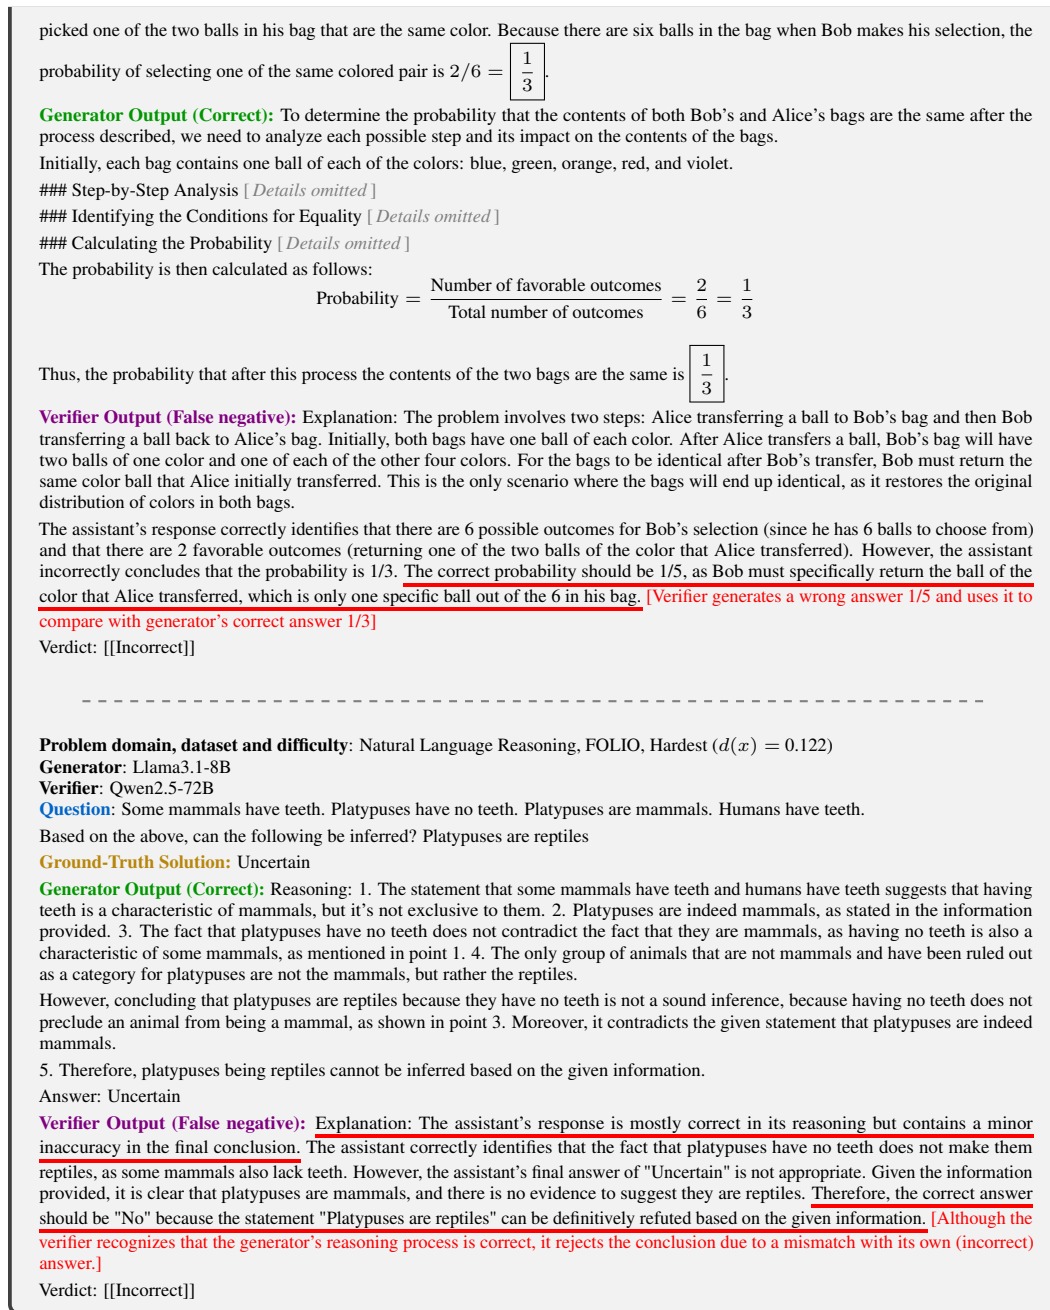 picked one of the two balls in his bag that are the same color. Because there are six balls in the bag when Bob makes his selection, the
probability of selecting one of the same colored pair is 2/6 = 1/3.
Generator Output (Correct): To determine the probability that the contents of both Bob's and Alice's bags are the same after the
process described, we need to analyze each possible step and its impact on the contents of the bags.
Initially, each bag contains one ball of each of the colors: blue, green, orange, red, and violet.
### Step-by-Step Analysis [ Details omitted ]
### Identifying the Conditions for Equality [ Details omitted ]
### Calculating the Probability [ Details omitted ]
The probability is then calculated as follows:
Probability = Number of favorable outcomes / Total number of outcomes = 2/6 = 1/3
Thus, the probability that after this process the contents of the two bags are the same is 1/3.
Verifier Output (False negative): Explanation: The problem involves two steps: Alice transferring a ball to Bob's bag and then Bob
transferring a ball back to Alice's bag. Initially, both bags have one ball of each color. After Alice transfers a ball, Bob's bag will have
two balls of one color and one of each of the other four colors. For the bags to be identical after Bob's transfer, Bob must return the
same color ball that Alice initially transferred. This is the only scenario where the bags will end up identical, as it restores the original
distribution of colors in both bags.
The assistant's response correctly identifies that there are 6 possible outcomes for Bob's selection (since he has 6 balls to choose from)
and that there are 2 favorable outcomes (returning one of the two balls of the color that Alice transferred). However, the assistant
incorrectly concludes that the probability is 1/3. The correct probability should be 1/5, as Bob must specifically return the ball of the
color that Alice transferred, which is only one specific ball out of the 6 in his bag. [Verifier generates a wrong answer 1/5 and uses it to
compare with generator's correct answer 1/3]
Verdict: [[Incorrect]]
Problem domain, dataset and difficulty: Natural Language Reasoning, FOLIO, Hardest (d(x) = 0.122)
Generator: Llama3.1-8B
Verifier: Qwen2.5-72B
Question: Some mammals have teeth. Platypuses have no teeth. Platypuses are mammals. Humans have teeth.
Based on the above, can the following be inferred? Platypuses are reptiles
Ground-Truth Solution: Uncertain
Generator Output (Correct): Reasoning: 1. The statement that some mammals have teeth and humans have teeth suggests that having
teeth is a characteristic of mammals, but it's not exclusive to them. 2. Platypuses are indeed mammals, as stated in the information
provided. 3. The fact that platypuses have no teeth does not contradict the fact that they are mammals, as having no teeth is also a
characteristic of some mammals, as mentioned in point 1. 4. The only group of animals that are not mammals and have been ruled out
as a category for platypuses are not the mammals, but rather the reptiles.
However, concluding that platypuses are reptiles because they have no teeth is not a sound inference, because having no teeth does not
preclude an animal from being a mammal, as shown in point 3. Moreover, it contradicts the given statement that platypuses are indeed
mammals.
5. Therefore, platypuses being reptiles cannot be inferred based on the given information.
Answer: Uncertain
Verifier Output (False negative): Explanation: The assistant's response is mostly correct in its reasoning but contains a minor
inaccuracy in the final conclusion. The assistant correctly identifies that the fact that platypuses have no teeth does not make them
reptiles, as some mammals also lack teeth. However, the assistant's final answer of "Uncertain" is not appropriate. Given the information
provided, it is clear that platypuses are mammals, and there is no evidence to suggest they are reptiles. Therefore, the correct answer
should be "No" because the statement "Platypuses are reptiles" can be definitively refuted based on the given information. [Although the
verifier recognizes that the generator's reasoning process is correct, it rejects the conclusion due to a mismatch with its own (incorrect)
answer.]
Verdict: [[Incorrect]]